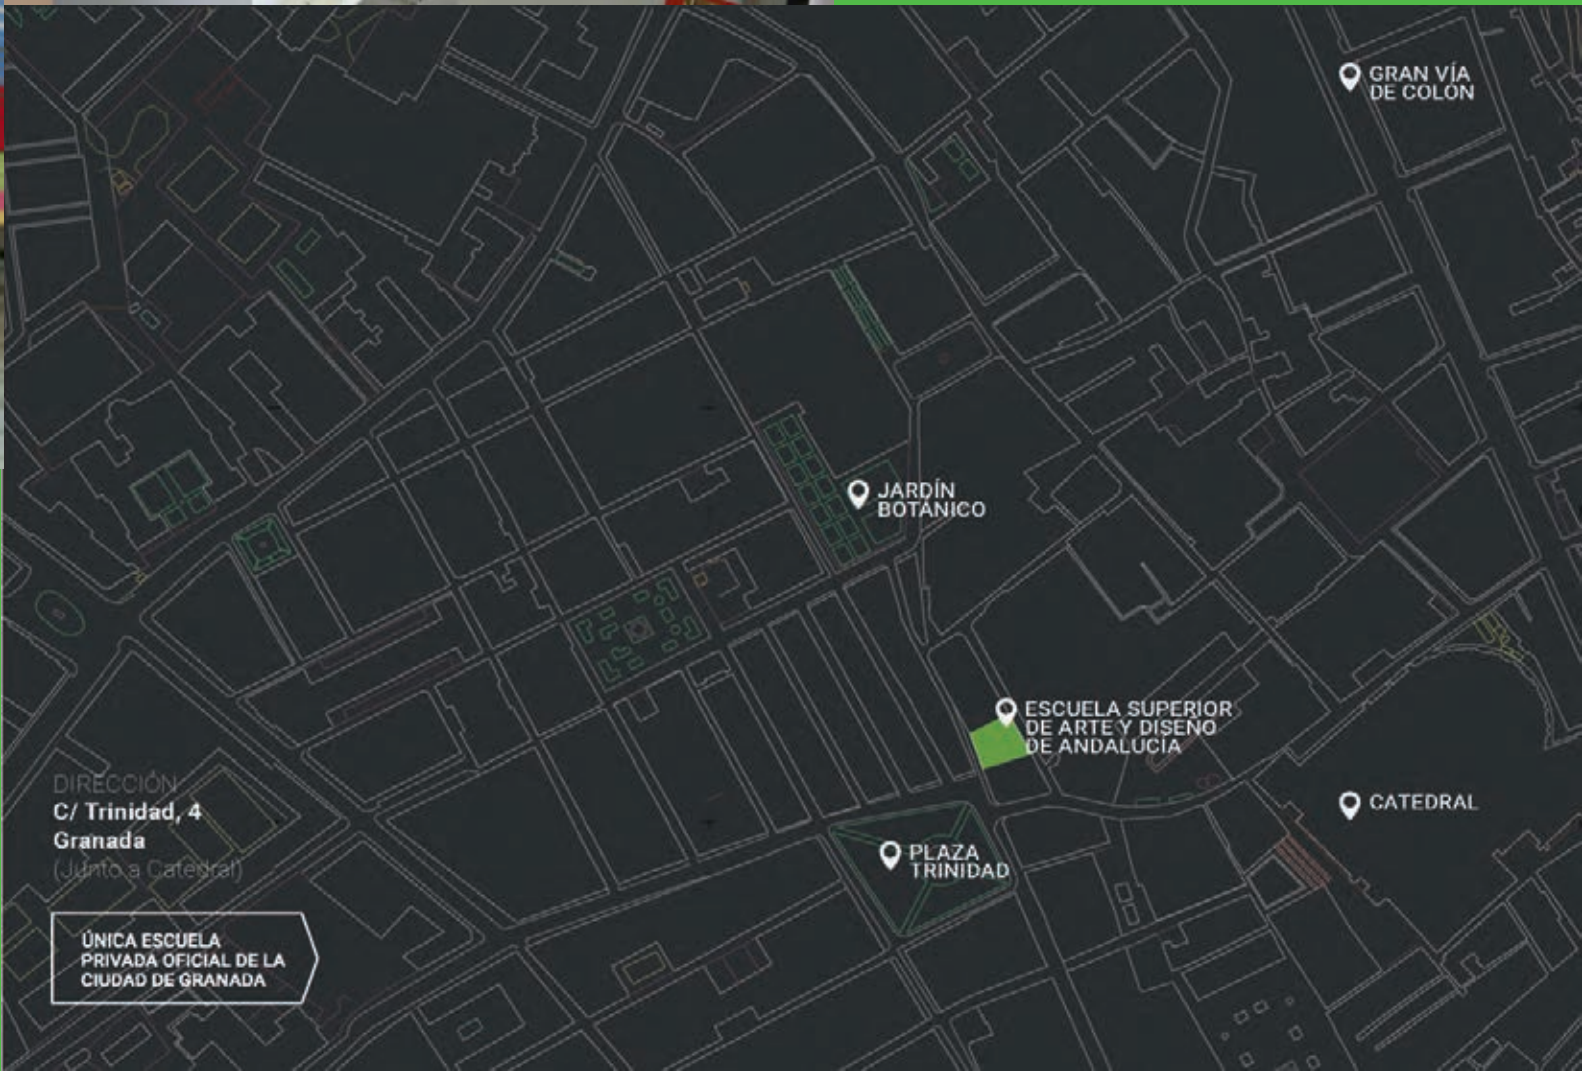 GRAN VÍA
DE COLÓN
JARDÍN
BOTÁNICO
ESCUELA SUPERIOR
DE ARTE Y DISEÑO
DE ANDALUCÍA
CATEDRAL
PLAZA
TRINIDAD
DIRECCIÓN
C/ Trinidad, 4
Granada
(Junto a Catedral)
ÚNICA ESCUELA
PRIVADA OFICIAL DE LA
CIUDAD DE GRANADA